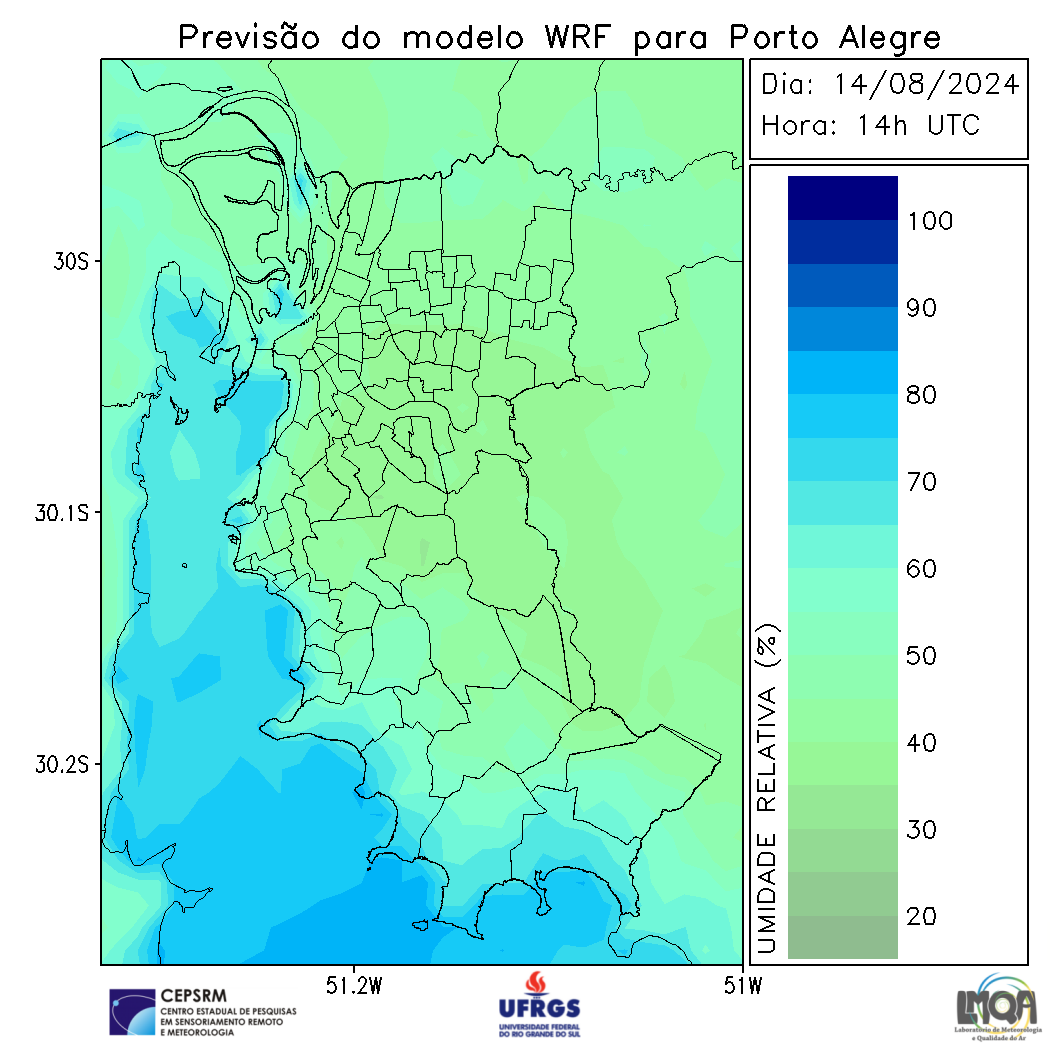 Previsão do modelo WRF para Porto Alegre
Dia: 14/08/2024
Hora: 14h UTC
30S
30.1S
30.2S
51.2W
51W
UMIDADE RELATIVA (%)
100
90
80
70
60
50
40
30
20
CEPSRM
CENTRO ESTADUAL DE PESQUISAS
EM SENSORIAMENTO REMOTO
E METEOROLOGIA
UFRGS
UNIVERSIDADE FEDERAL
DO RIO GRANDE DO SUL
LMQA
Laboratório de Meteorologia
e Qualidade do Ar